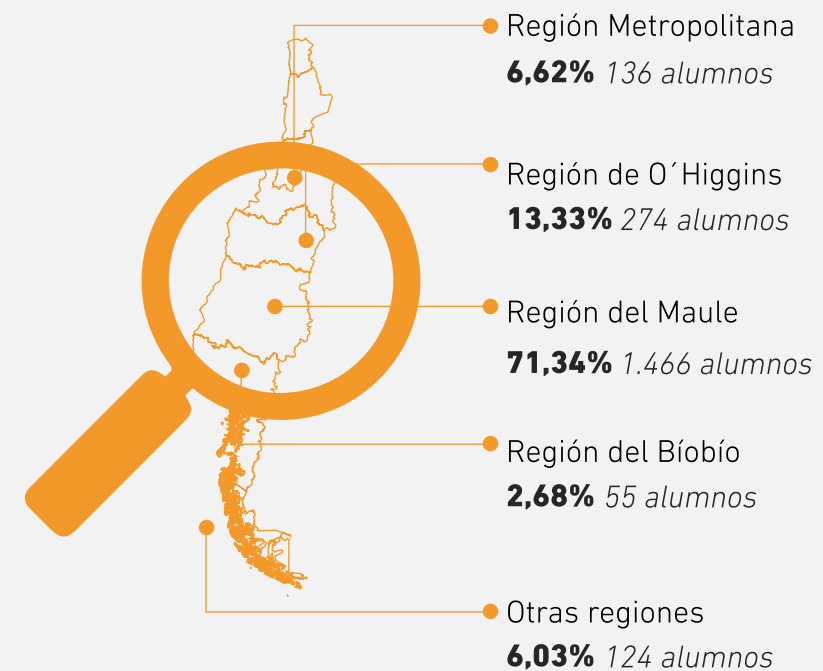 Región Metropolitana
6,62% 136 alumnos
Región de O´Higgins
13,33% 274 alumnos
Región del Maule
71,34% 1.466 alumnos
Región del Bíobío
2,68% 55 alumnos
Otras regiones
6,03% 124 alumnos